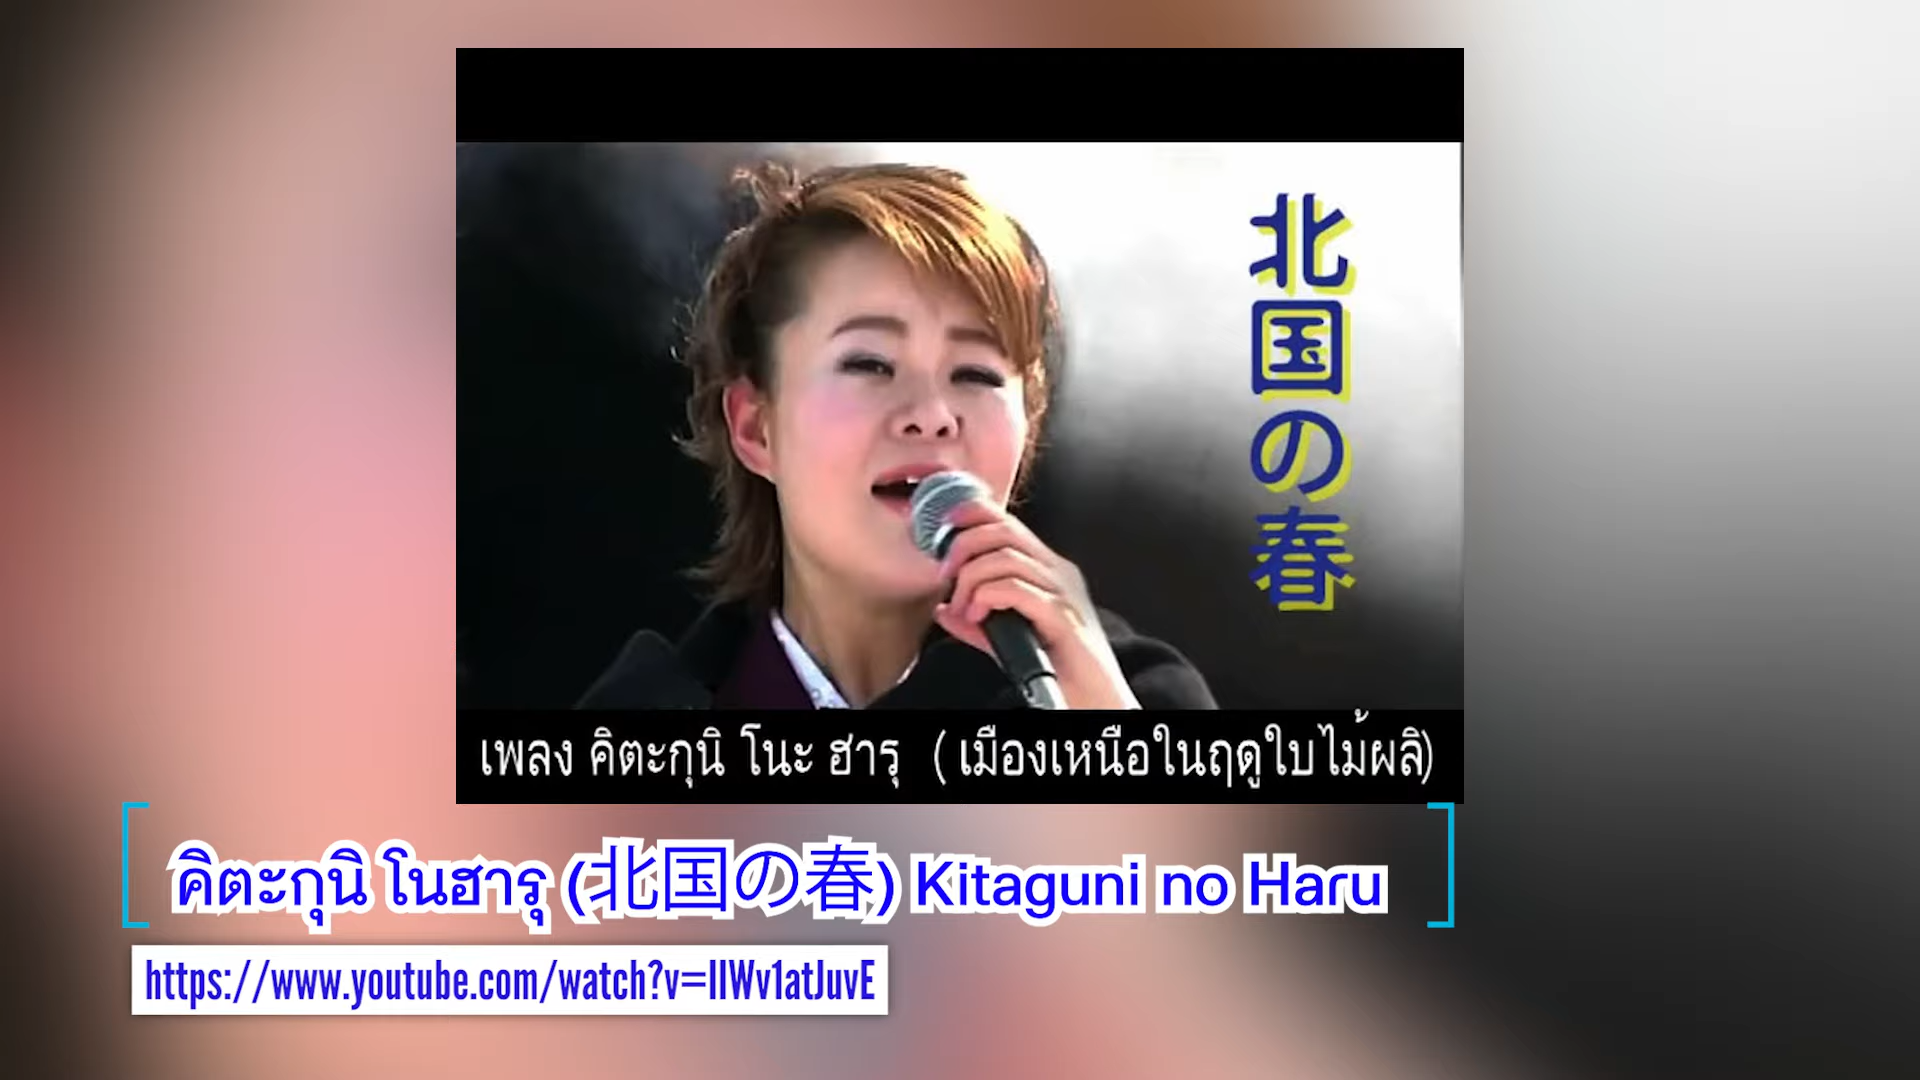 北国の春
เพลง คิตะกุนิ โนะ ฮารุ ( เมืองเหนือในฤดูใบไม้ผลิ)
คิตะกุนิ โนฮารุ (北国の春) Kitaguni no Haru
https://www.youtube.com/watch?v=IIWv1atJuvE